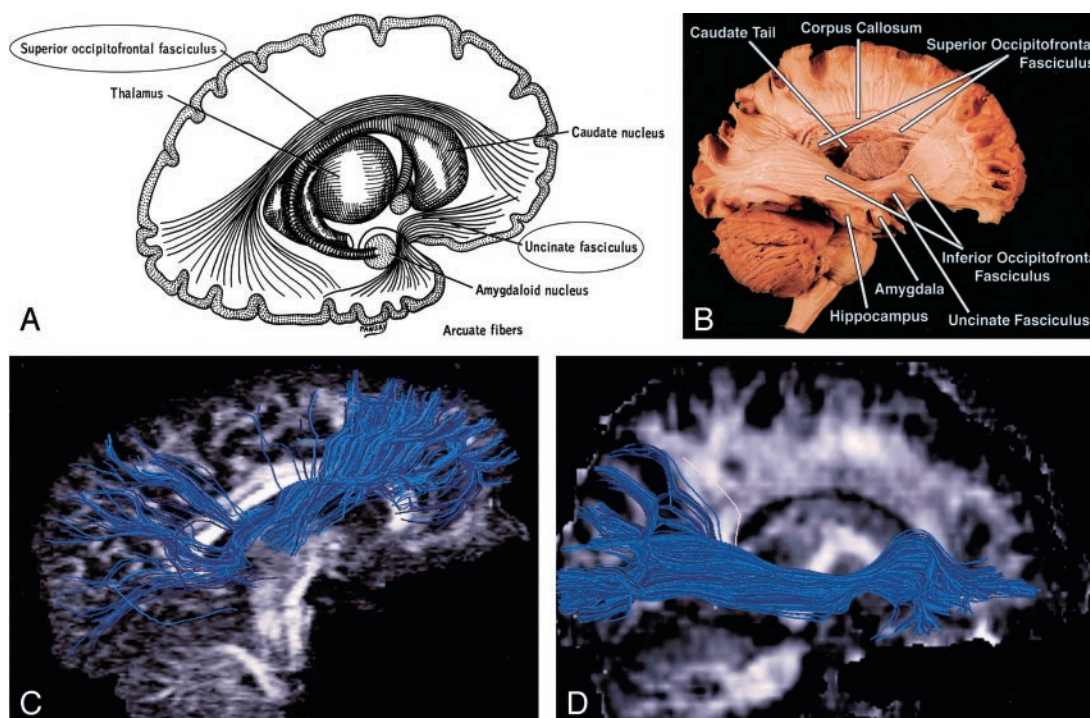 Superior occipitofrontal fasciculus
Thalamus
Caudate nucleus
Uncinate fasciculus
Amygdaloid nucleus
Arcuate fibers
A
Corpus Callosum
Caudate Tail
Superior Occipitofrontal
Fasciculus
Inferior Occipitofrontal
Fasciculus
Amygdala
Hippocampus
Uncinate Fasciculus
B
C
D